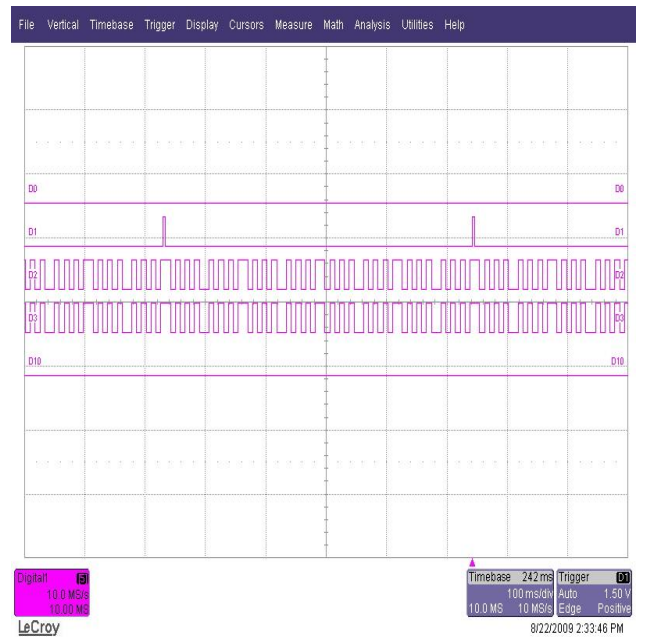 File Vertical Timebase Trigger Display Cursors Measure Math Analysis Utilities Help
D0 D0
D1 D1
D2 D2
D3 D3
D10 D10
Digital1 D
10.0 MS/s
10.00 MS
Timebase 242 ms
100 ms/div
10.0 MS 10 MS/s
Trigger D1
Auto 1.50 V
Edge Positive
LeCroy
8/22/2009 2:33:46 PM